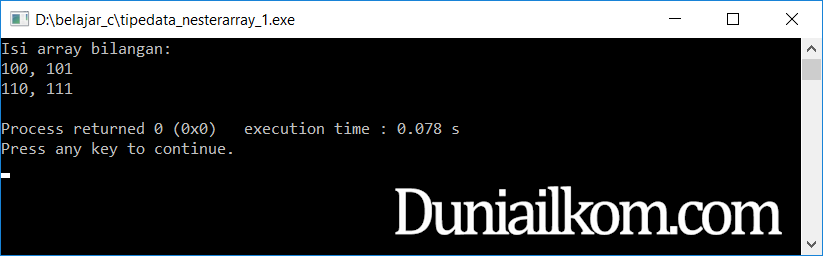 D:\belajar_c\tipedata_nesterarray_1.exe
Isi array bilangan:
100, 101
110, 111
Process returned 0 (0x0)   execution time : 0.078 s
Press any key to continue.
Duniailkom.com